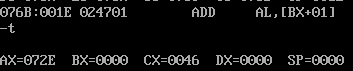 076B:001E 024701        ADD     AL,[BX+01]
-t
AX=072E  BX=0000  CX=0046  DX=0000  SP=0000